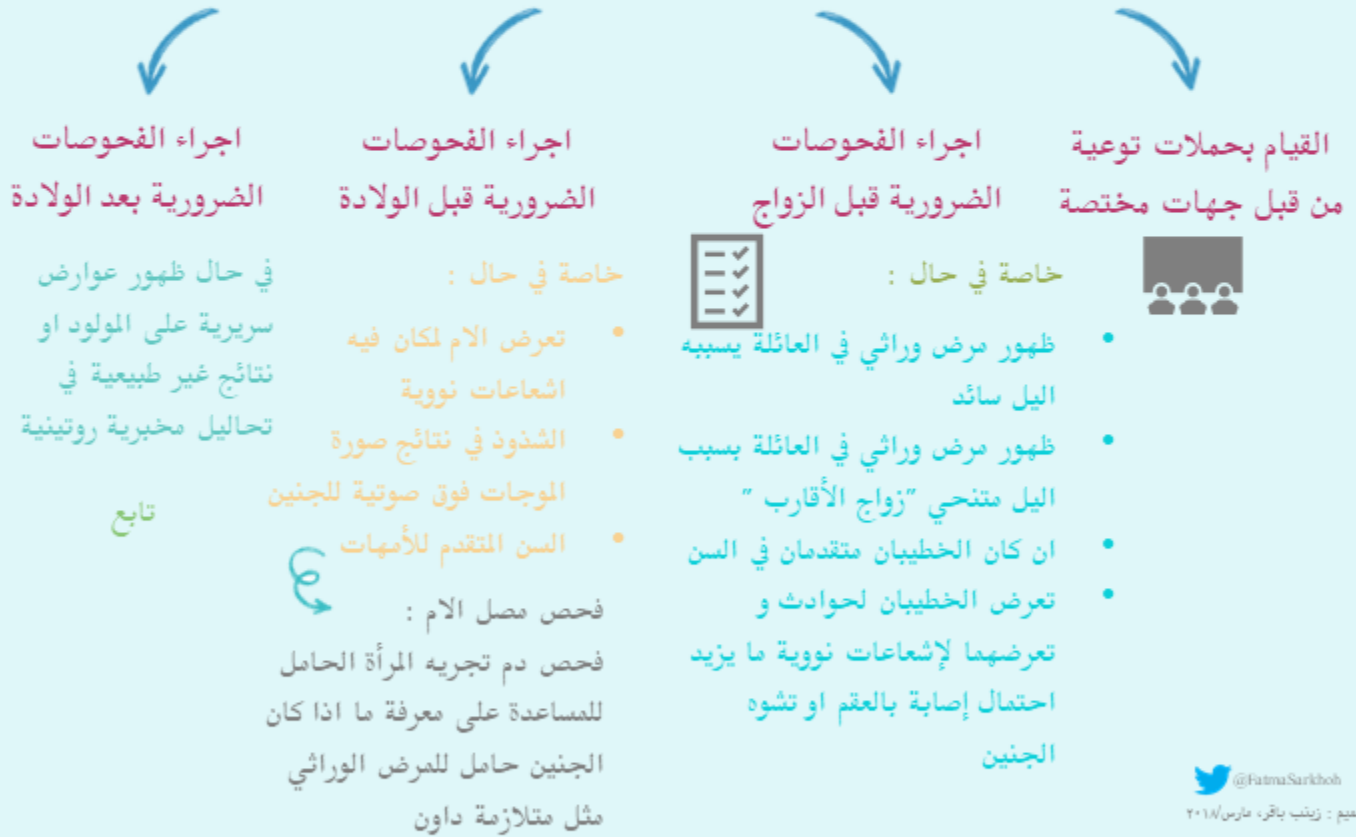 القيام بحملات توعية
من قبل جهات مختصة
اجراء الفحوصات
الضرورية قبل الزواج
خاصة في حال :
• ظهور مرض وراثي في العائلة يسببه
اليل سائد
• ظهور مرض وراثي في العائلة بسبب
اليل متنحي "زواج الأقارب "
• ان كان الخطيبان متقدمان في السن
• تعرض الخطيبان لحوادث و
تعرضهما لإشعاعات نووية ما يزيد
احتمال إصابة بالعقم او تشوه
الجنين
اجراء الفحوصات
الضرورية قبل الولادة
خاصة في حال :
• تعرض الام لمكان فيه
اشعاعات نووية
• الشذوذ في نتائج صورة
الموجات فوق صوتية للجنين
• السن المتقدم للأمهات
فحص مصل الام :
فحص دم تجريه المرأة الحامل
للمساعدة على معرفة ما اذا كان
الجنين حامل للمرض الوراثي
مثل متلازمة داون
اجراء الفحوصات
الضرورية بعد الولادة
في حال ظهور عوارض
سريرية على المولود او
نتائج غير طبيعية في
تحاليل مخبرية روتينية
تابع
@FatmaSarkhoh
: زينب باقر، مارس/٢٠١٨